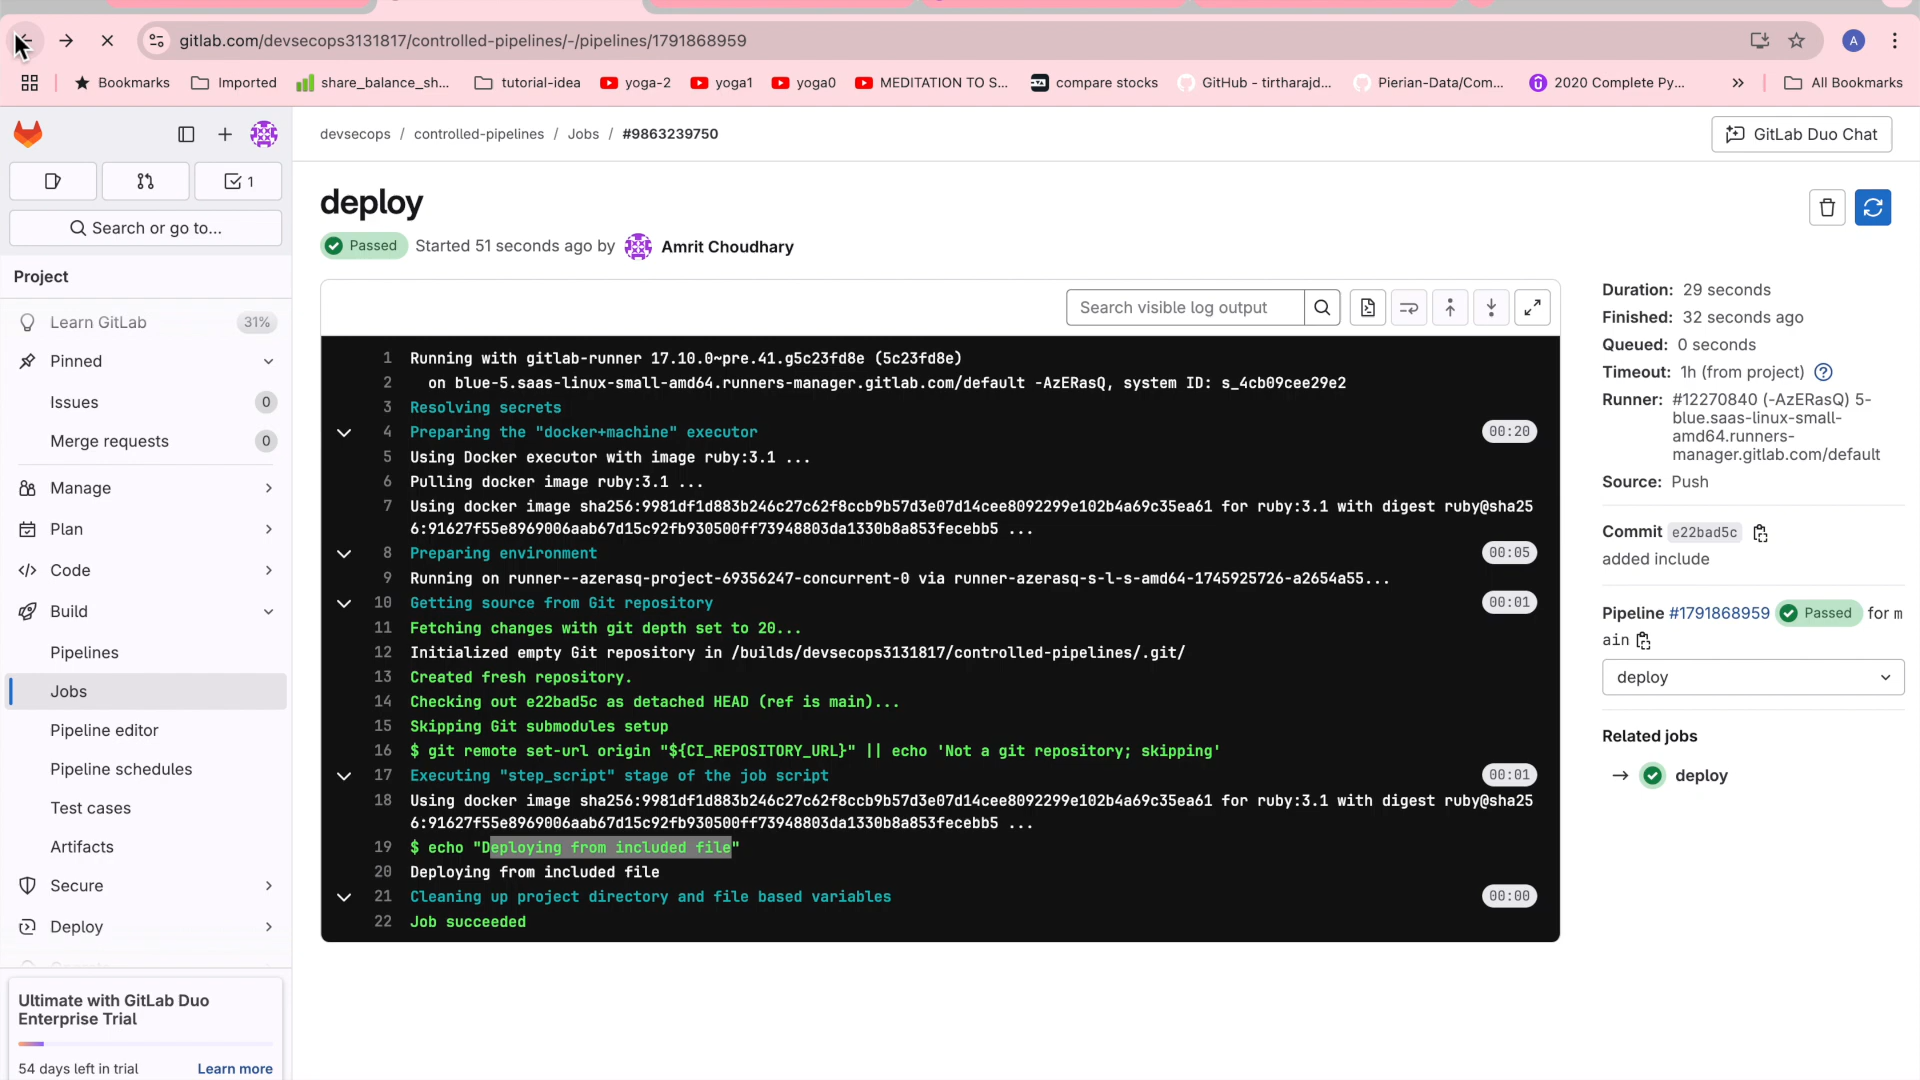 gitlab.com/devsecops3131817/controlled-pipelines/-/pipelines/1791868959
A
Bookmarks
Imported
share_balance_sh...
tutorial-idea
yoga-2
yoga1
yoga0
MEDITATION TO S...
compare stocks
GitHub - tirtharajd...
Pierian-Data/Com...
2020 Complete Py...
»
All Bookmarks
devsecops / controlled-pipelines / Jobs / #9863239750
GitLab Duo Chat
1
Search or go to...
Project
Learn GitLab 31%
Pinned
Issues 0
Merge requests 0
Manage
Plan
Code
Build
Pipelines
Jobs
Pipeline editor
Pipeline schedules
Test cases
Artifacts
Secure
Deploy
Ultimate with GitLab Duo
Enterprise Trial
54 days left in trial Learn more
deploy
Passed Started 51 seconds ago by Amrit Choudhary
Search visible log output
1 Running with gitlab-runner 17.10.0~pre.41.g5c23fd8e (5c23fd8e)
2 on blue-5.saas-linux-small-amd64.runners-manager.gitlab.com/default -AzERasQ, system ID: s_4cb09cee29e2
3 Resolving secrets
4 Preparing the "docker+machine" executor 00:20
5 Using Docker executor with image ruby:3.1 ...
6 Pulling docker image ruby:3.1 ...
7 Using docker image sha256:9981df1d883b246c27c62f8ccb9b57d3e07d14cee8092299e102b4a69c35ea61 for ruby:3.1 with digest ruby@sha25
6:91627f55e8969006aab67d15c92fb930500ff73948803da1330b8a853fecebb5 ...
8 Preparing environment 00:05
9 Running on runner--azerasq-project-69356247-concurrent-0 via runner-azerasq-s-l-s-amd64-1745925726-a2654a55...
10 Getting source from Git repository 00:01
11 Fetching changes with git depth set to 20...
12 Initialized empty Git repository in /builds/devsecops3131817/controlled-pipelines/.git/
13 Created fresh repository.
14 Checking out e22bad5c as detached HEAD (ref is main)...
15 Skipping Git submodules setup
16 $ git remote set-url origin "${CI_REPOSITORY_URL}" || echo 'Not a git repository; skipping'
17 Executing "step_script" stage of the job script 00:01
18 Using docker image sha256:9981df1d883b246c27c62f8ccb9b57d3e07d14cee8092299e102b4a69c35ea61 for ruby:3.1 with digest ruby@sha25
6:91627f55e8969006aab67d15c92fb930500ff73948803da1330b8a853fecebb5 ...
19 $ echo "Deploying from included file"
20 Deploying from included file
21 Cleaning up project directory and file based variables 00:00
22 Job succeeded
Duration: 29 seconds
Finished: 32 seconds ago
Queued: 0 seconds
Timeout: 1h (from project)
Runner: #12270840 (-AzERasQ) 5-
blue.saas-linux-small-
amd64.runners-
manager.gitlab.com/default
Source: Push
Commit e22bad5c
added include
Pipeline #1791868959 Passed for m
ain
deploy
Related jobs
→ deploy